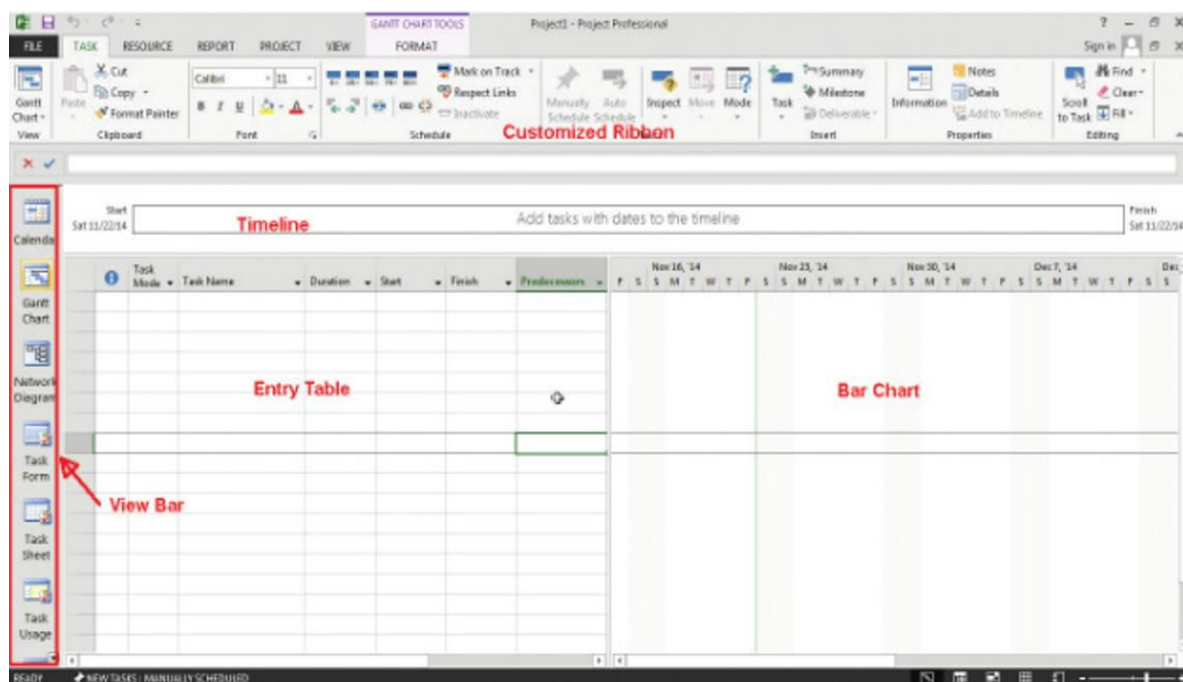 GANTT CHART TOOLS
Project1 - Project Professional
?
FILE TASK RESOURCE REPORT PROJECT VIEW FORMAT
Sign in
Cut
Copy
Format Painter
Paste
Gantt
Chart
View
Clipboard
Calibri 11
B I U A
Font
Mark on Track
Respect Links
Inactivate
Schedule
Manually
Schedule
Auto
Schedule
Inspect Move Mode
Customized Ribbon
Task
Summary
Milestone
Deliverable
Insert
Information
Notes
Details
Add to Timeline
Properties
Scroll
to Task
Find
Clear
Fill
Editing
Start
Sat 11/22/14
Timeline
Add tasks with dates to the timeline
Finish
Sat 11/22/14
Calenda
Gantt
Chart
Network
Diagram
Task
Form
Task
Sheet
Task
Usage
View Bar
Task
Mode
Task Name Duration Start Finish Predecessors
Nov 16, '14 Nov 23, '14 Nov 30, '14 Dec 7, '14 Dec
F S S M T W T F S S M T W T F S S M T W T F S S M T W T F S S
Entry Table
Bar Chart
READY NEW TASKS : MANUALLY SCHEDULED